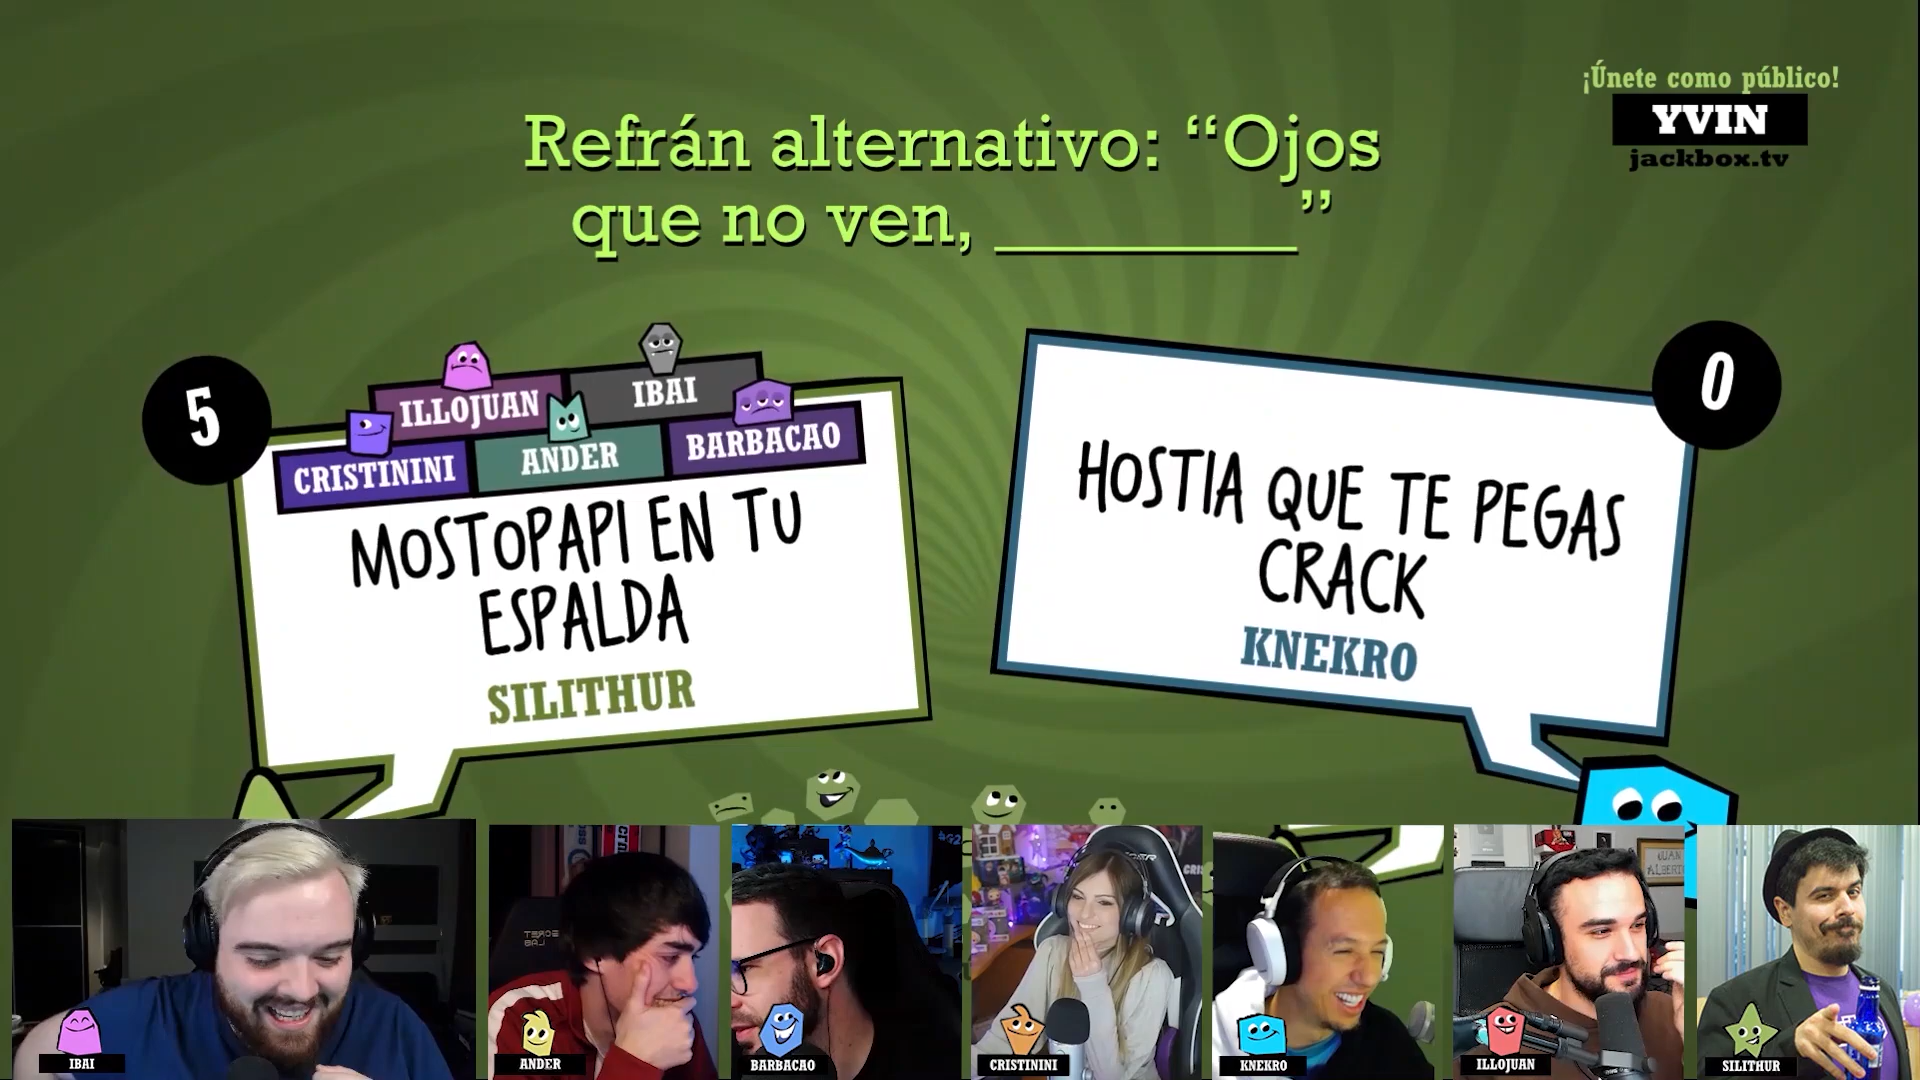 ¡Únete como público!
YVIN
jackbox.tv
Refrán alternativo: “Ojos
que no ven, __________”
5
ILLOJUAN
IBAI
CRISTININI
ANDER
BARBACAO
MOSTOPAPI EN TU
ESPALDA
SILITHUR
0
HOSTIA QUE TE PEGAS
CRACK
KNEKRO
IBAI
ANDER
BARBACAO
CRISTININI
KNEKRO
ILLOJUAN
SILITHUR